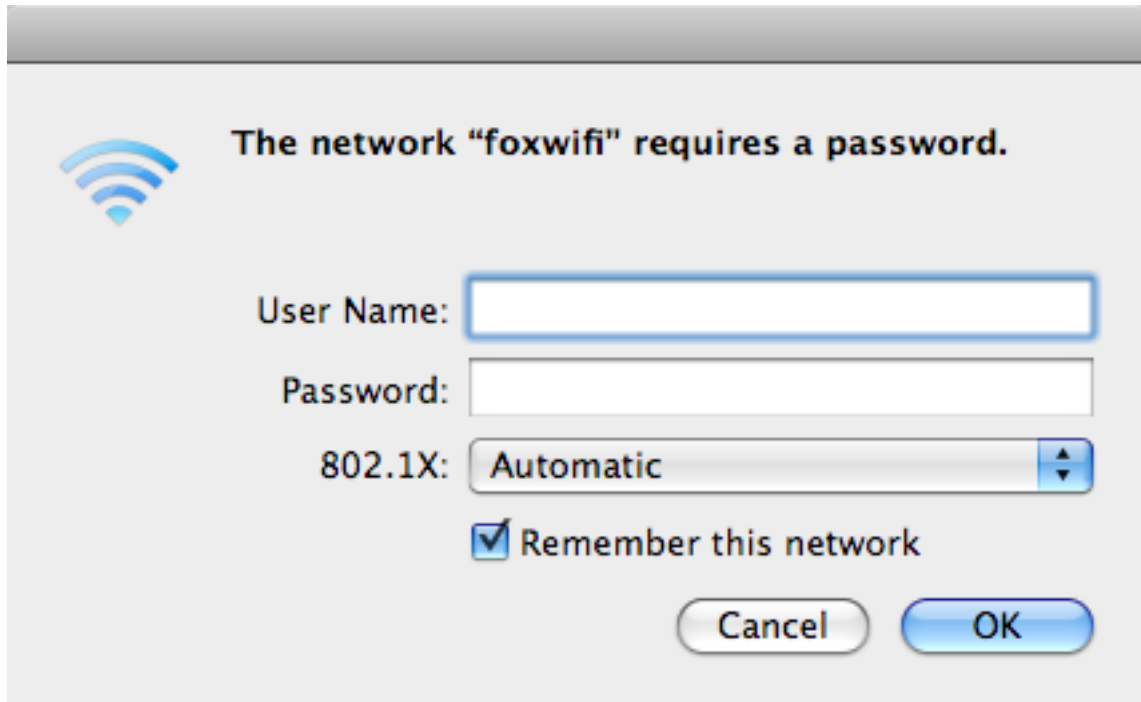 The network “foxwifi" requires a password.
User Name:
Password:
802.1X: Automatic
Remember this network
Cancel OK